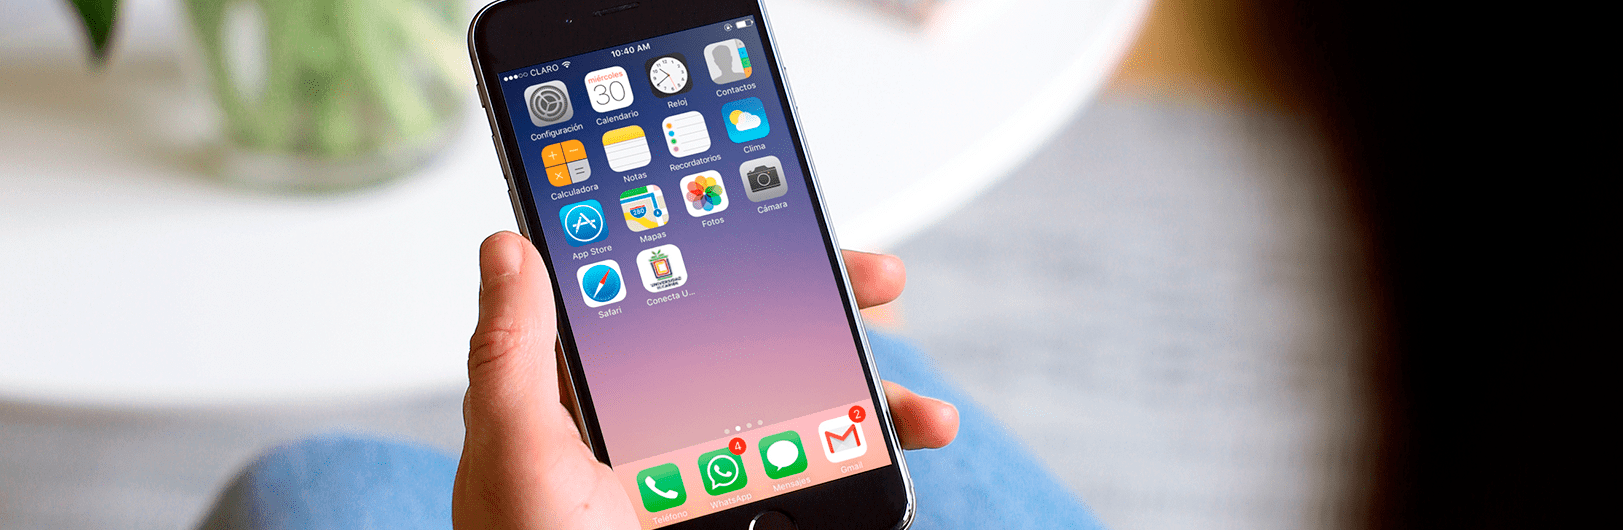 CLARO
10:40 AM
miércoles
30
Configuración
Calendario
Reloj
Contactos
Calculadora
Notas
Recordatorios
Clima
280
App Store
Mapas
Fotos
Cámara
UNIVERSIDAD
Safari
Conecta U...
4
2
Teléfono
WhatsApp
Mensajes
Gmail